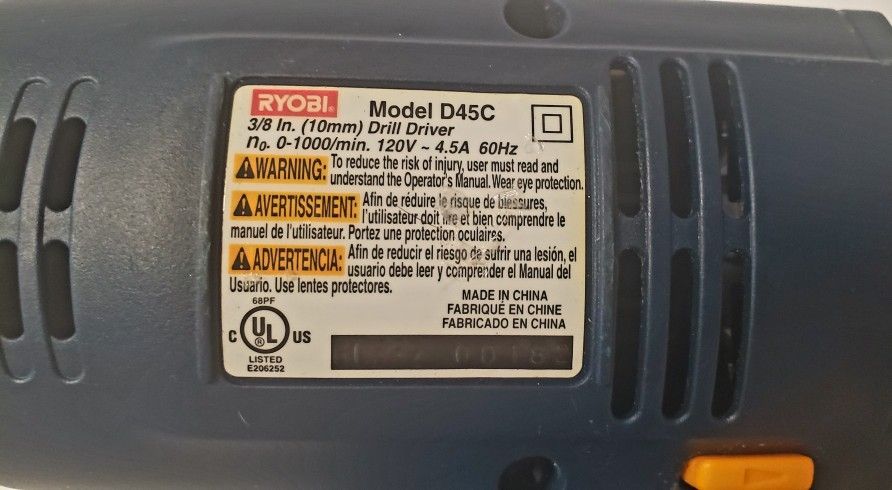 RYOBI®
Model D45C
3/8 In. (10mm) Drill Driver
no. 0-1000/min. 120V ~ 4.5A 60Hz
WARNING: To reduce the risk of injury, user must read and
understand the Operator's Manual. Wear eye protection.
AVERTISSEMENT: Afin de réduire le risque de blessures,
l'utilisateur doit lire et bien comprendre le
manuel de l'utilisateur. Portez une protection oculaires.
ADVERTENCIA: Afin de reducir el riesgo de sufrir una lesión, el
usuario debe leer y comprender el Manual del
Usuario. Use lentes protectores.
68PF
C UL ® US
LISTED
E206252
MADE IN CHINA
FABRIQUÉ EN CHINE
FABRICADO EN CHINA